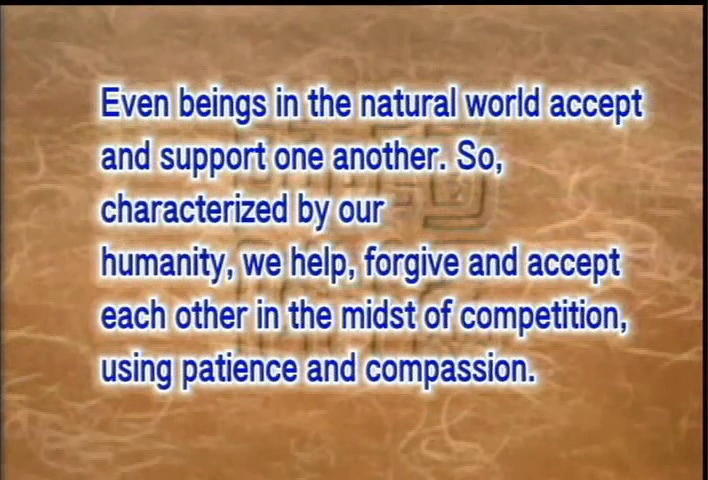 Even beings in the natural world accept
and support one another. So,
characterized by our
humanity, we help, forgive and accept
each other in the midst of competition,
using patience and compassion.